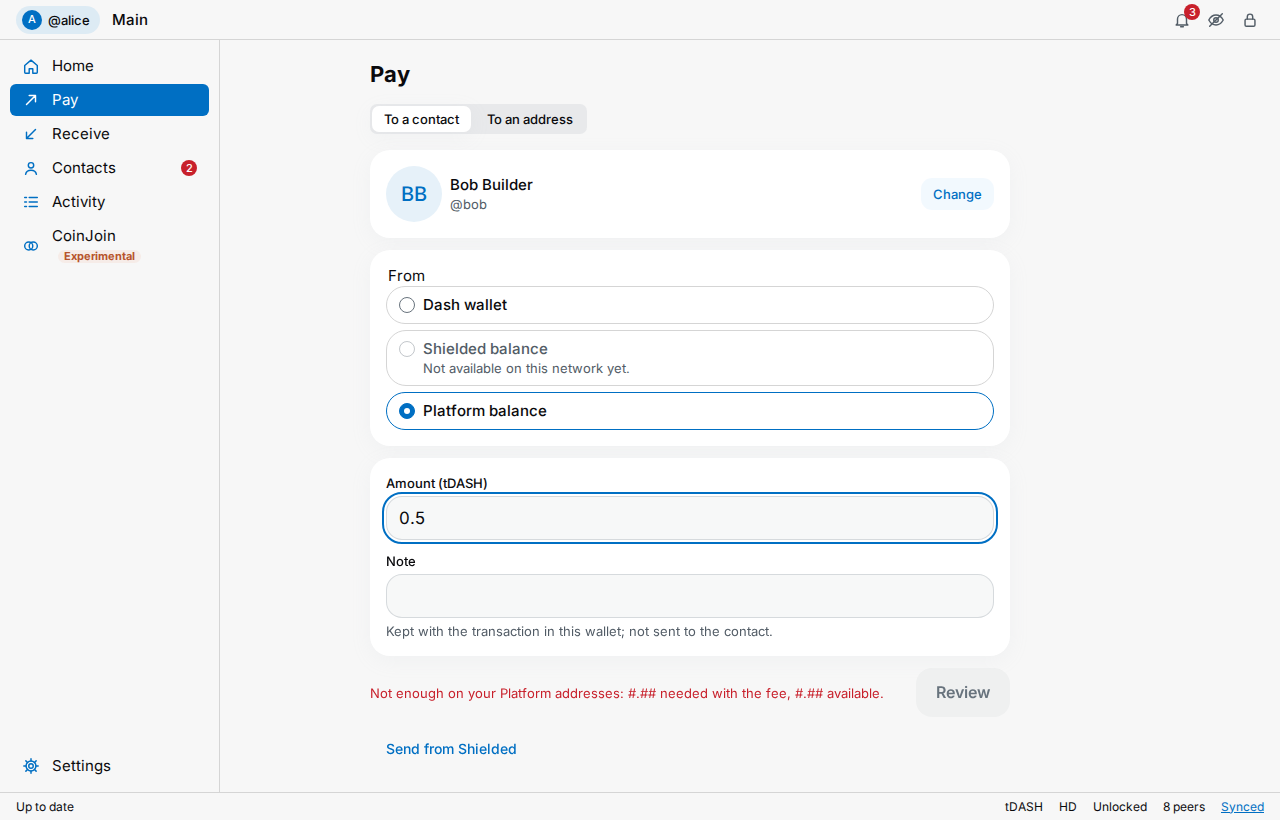 A @alice Main 3
Home
Pay
Receive
Contacts 2
Activity
CoinJoin
Experimental
Settings
Pay
To a contact To an address
BB Bob Builder
@bob
Change
From
Dash wallet
Shielded balance
Not available on this network yet.
Platform balance
Amount (tDASH)
0.5
Note
Kept with the transaction in this wallet; not sent to the contact.
Not enough on your Platform addresses: #.## needed with the fee, #.## available.
Review
Send from Shielded
Up to date tDASH HD Unlocked 8 peers Synced